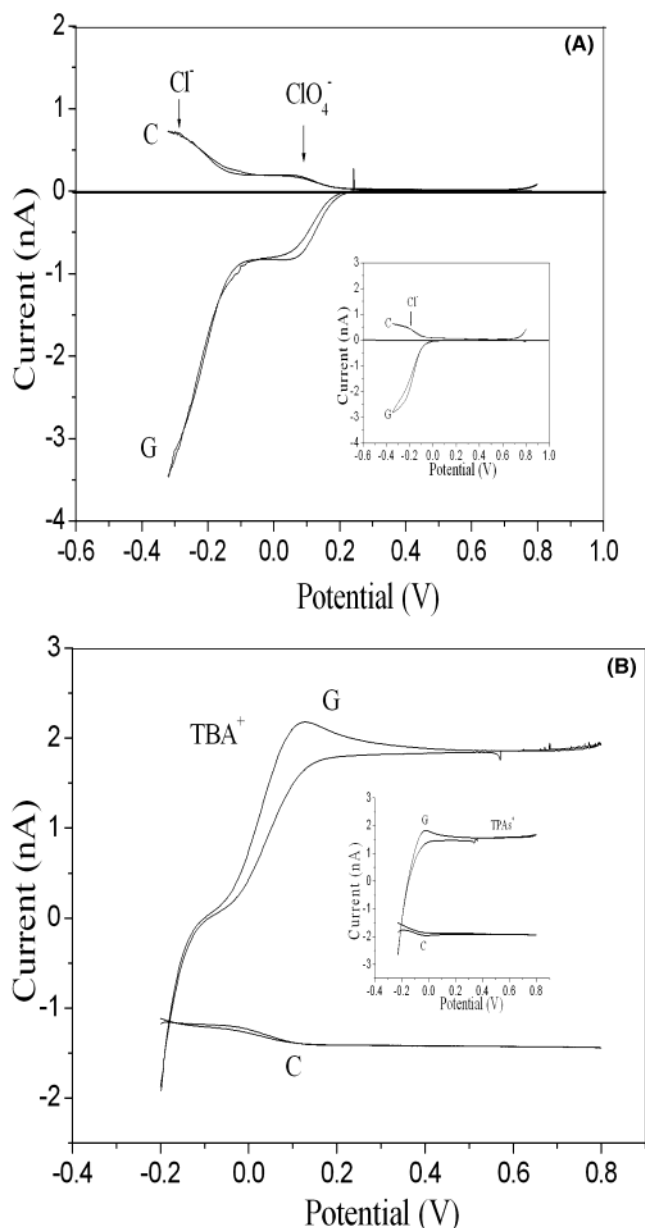 (A)
2
1
0
-1
-2
-3
-4
Current (nA)
Cl-
C
ClO4-
G
-0.6 -0.4 -0.2 0.0 0.2 0.4 0.6 0.8 1.0
Potential (V)
3
2
1
0
-1
-2
-3
-4
Current (nA)
Cl-
C
G
-0.6 -0.4 -0.2 0.0 0.2 0.4 0.6 0.8 1.0
Potential (V)
(B)
3
2
1
0
-1
-2
Current (nA)
G
TBA+
C
-0.4 -0.2 0.0 0.2 0.4 0.6 0.8
Potential (V)
3
2
1
0
-1
-2
-3
Current (nA)
G
TPAs+
C
-0.4 -0.2 0.0 0.2 0.4 0.6 0.8
Potential (V)